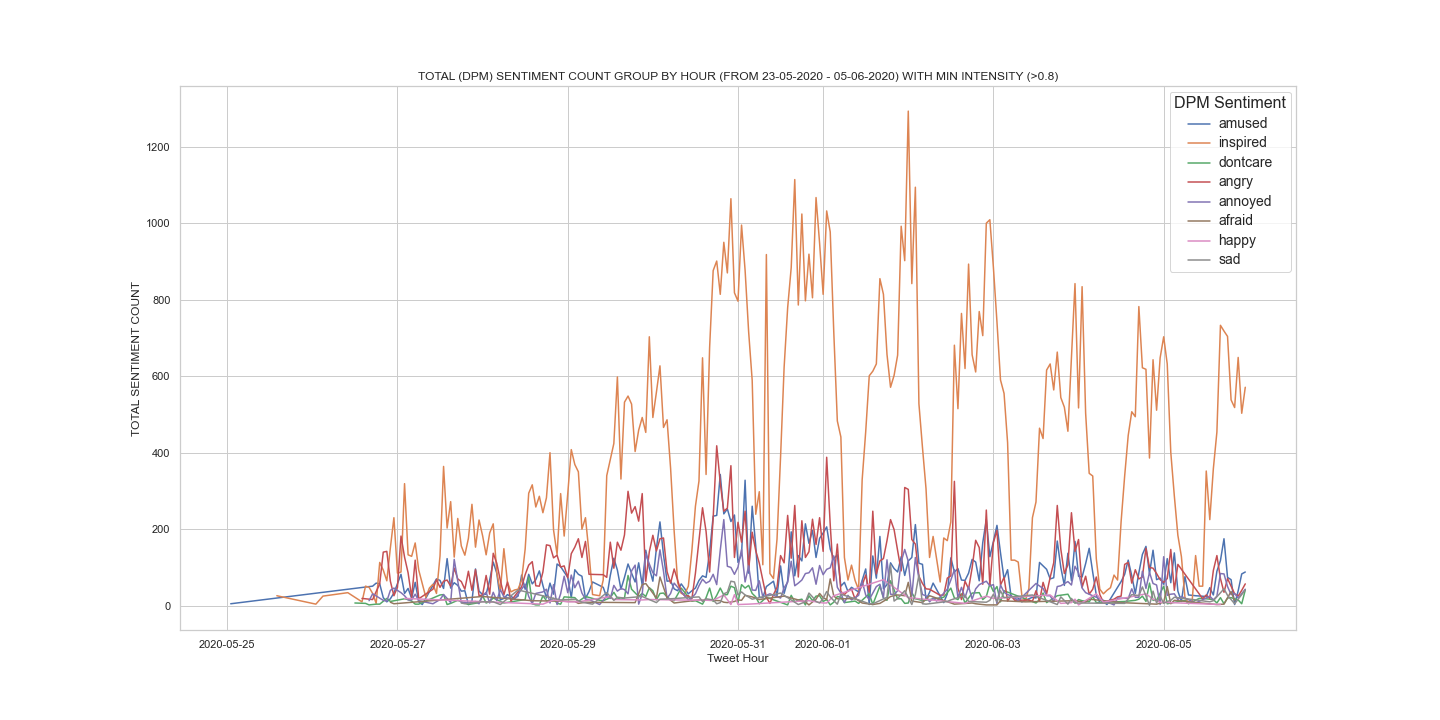 TOTAL (DPM) SENTIMENT COUNT GROUP BY HOUR (FROM 23-05-2020 - 05-06-2020) WITH MIN INTENSITY (>0.8)
DPM Sentiment
amused
inspired
dontcare
angry
annoyed
afraid
happy
sad
TOTAL SENTIMENT COUNT
1200
1000
800
600
400
200
0
2020-05-25 2020-05-27 2020-05-29 2020-05-31 2020-06-01 2020-06-03 2020-06-05
Tweet Hour